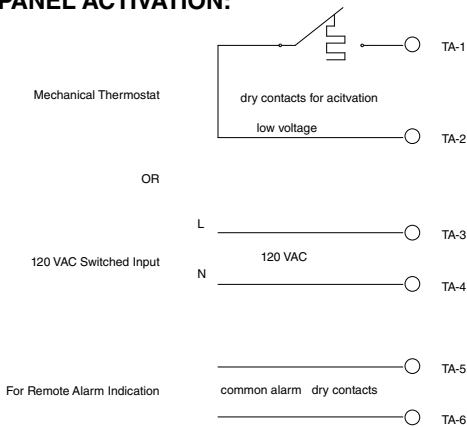 PANEL ACTIVATION:
TA-1
Mechanical Thermostat
dry contacts for acitvation
low voltage
TA-2
OR
L
TA-3
120 VAC Switched Input
120 VAC
N
TA-4
TA-5
For Remote Alarm Indication
common alarm dry contacts
TA-6